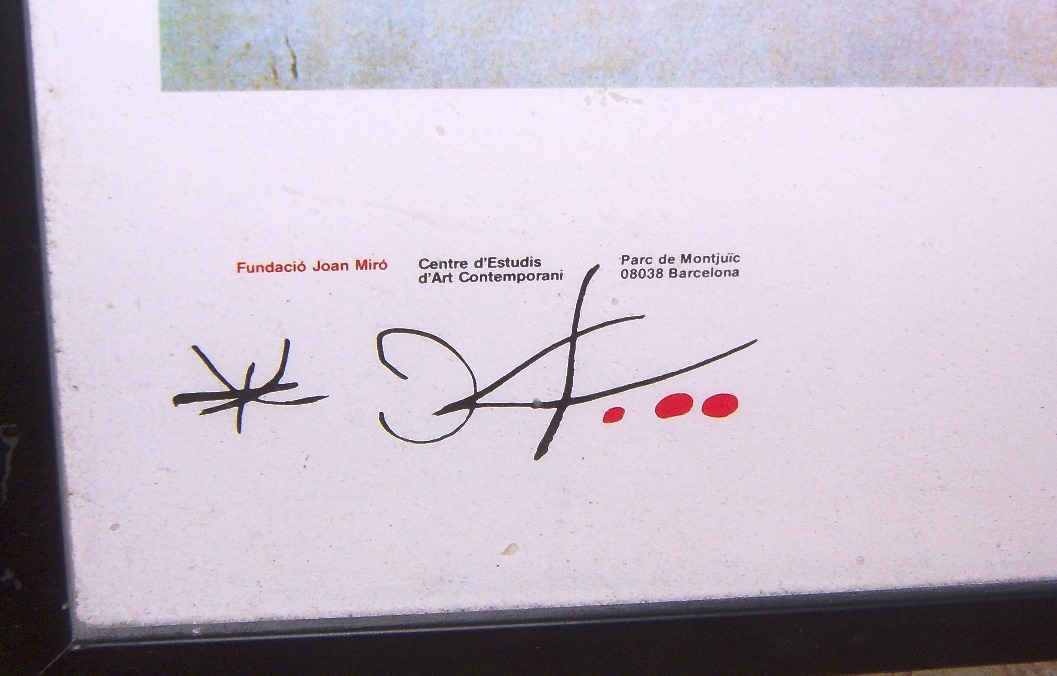 Fundació Joan Miró
Centre d'Estudis
d'Art Contemporani
Parc de Montjuïc
08038 Barcelona